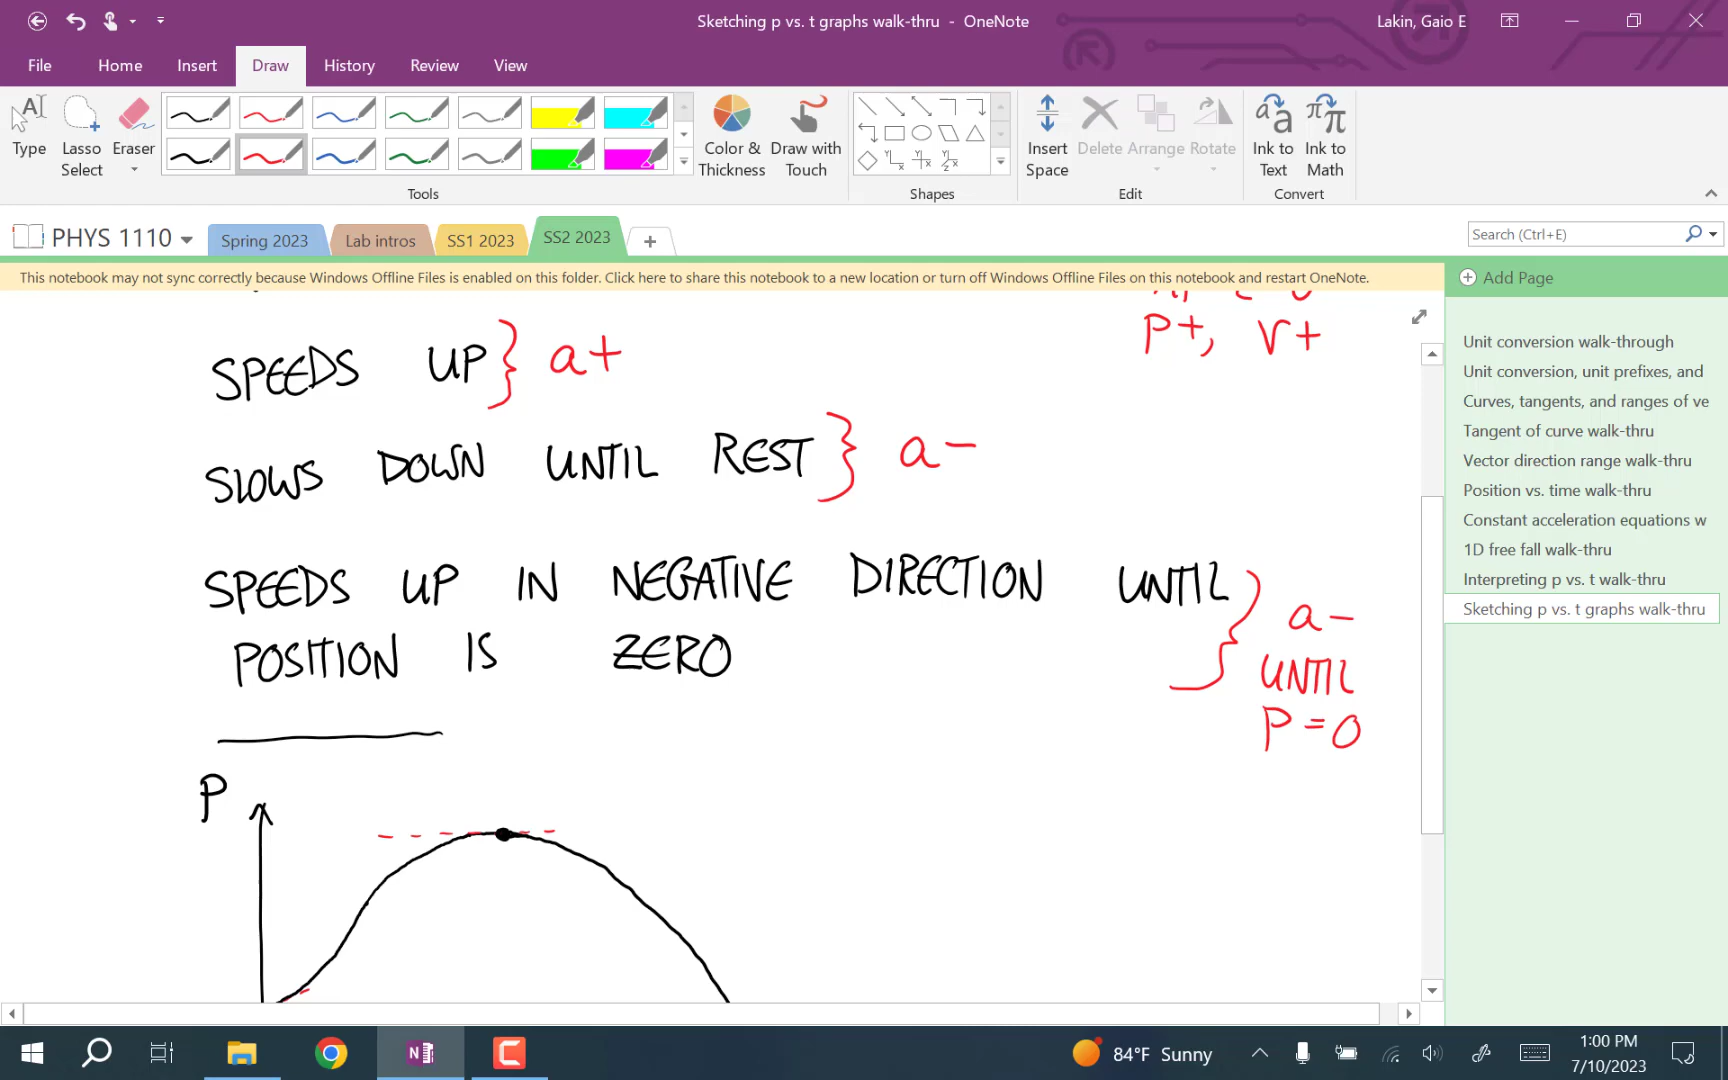 Sketching p vs. t graphs walk-thru - OneNote
Lakin, Gaio E
File Home Insert Draw History Review View
Type
Lasso Select
Eraser
Color & Thickness
Draw with Touch
Insert Space
Delete
Arrange
Rotate
Ink to Text
Ink to Math
Tools
Shapes
Edit
Convert
PHYS 1110
Spring 2023
Lab intros
SS1 2023
SS2 2023
Search (Ctrl+E)
This notebook may not sync correctly because Windows Offline Files is enabled on this folder. Click here to share this notebook to a new location or turn off Windows Offline Files on this notebook and restart OneNote.
Add Page
Unit conversion walk-through
Unit conversion, unit prefixes, and
Curves, tangents, and ranges of ve
Tangent of curve walk-thru
Vector direction range walk-thru
Position vs. time walk-thru
Constant acceleration equations w
1D free fall walk-thru
Interpreting p vs. t walk-thru
Sketching p vs. t graphs walk-thru
P+, V+
SPEEDS UP } a+
SLOWS DOWN UNTIL REST } a-
SPEEDS UP IN NEGATIVE DIRECTION UNTIL
POSITION IS ZERO
a-
UNTIL
P=0
P
84°F Sunny
1:00 PM
7/10/2023